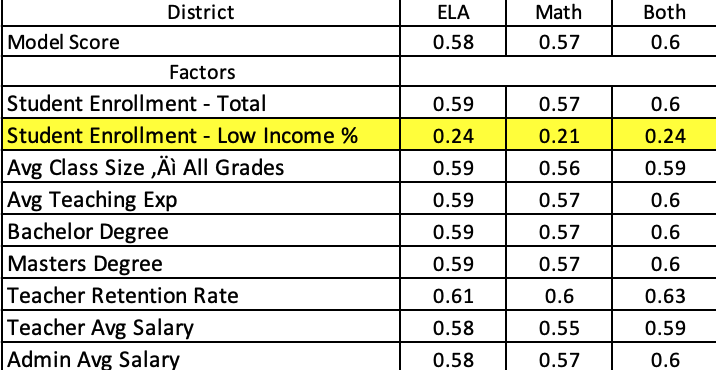 District ELA Math Both
Model Score 0.58 0.57 0.6
Factors
Student Enrollment - Total 0.59 0.57 0.6
Student Enrollment - Low Income % 0.24 0.21 0.24
Avg Class Size ‚Äì All Grades 0.59 0.56 0.59
Avg Teaching Exp 0.59 0.57 0.6
Bachelor Degree 0.59 0.57 0.6
Masters Degree 0.59 0.57 0.6
Teacher Retention Rate 0.61 0.6 0.63
Teacher Avg Salary 0.58 0.55 0.59
Admin Avg Salary 0.58 0.57 0.6